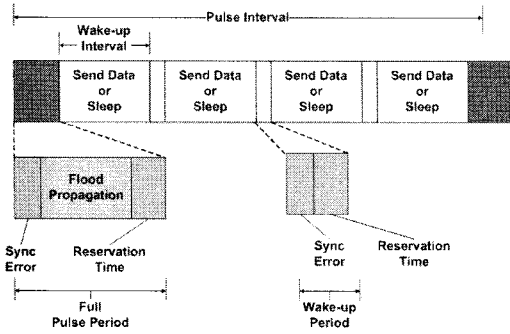 Pulse Interval
Wake-up
Interval
Send Data
or
Sleep
Send Data
or
Sleep
Send Data
or
Sleep
Send Data
or
Sleep
Flood
Propagation
Sync
Error
Reservation
Time
Sync
Error
Reservation
Time
Full
Pulse Period
Wake-up
Period